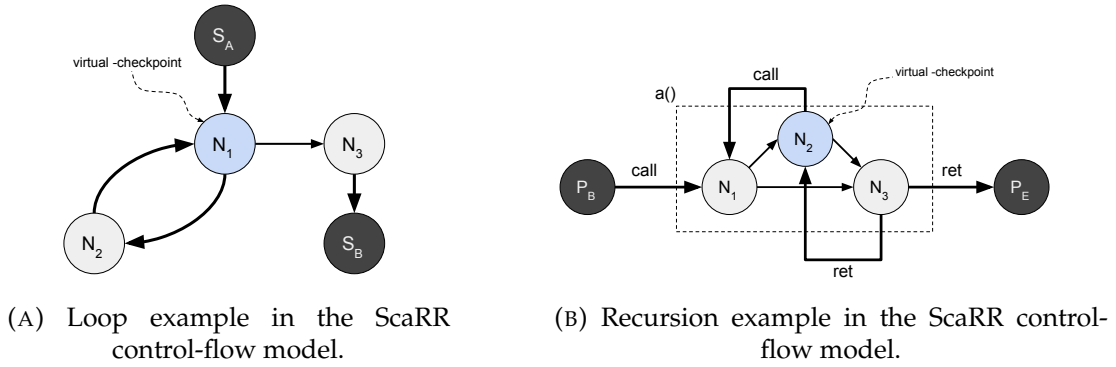 S_A
virtual -checkpoint
N_1
N_3
N_2
S_B
(A) Loop example in the ScaRR
control-flow model.
call
virtual -checkpoint
a()
N_2
call
P_B
N_1
N_3
ret
P_E
ret
(B) Recursion example in the ScaRR control-
flow model.